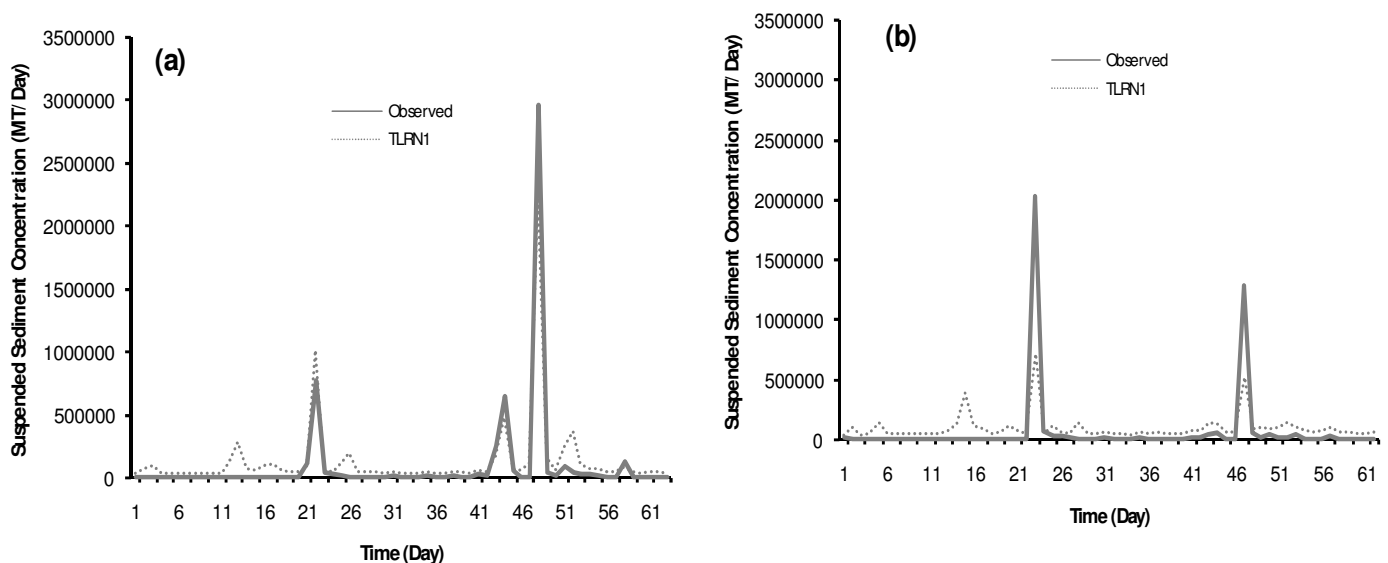 (a)
Suspended Sediment Concentration (MT/ Day)
3500000
3000000
2500000
2000000
1500000
1000000
500000
0
Observed
TLRN1
1 6 11 16 21 26 31 36 41 46 51 56 61
Time (Day)
(b)
Suspended Sediment Concentration (MT/ Day)
3500000
3000000
2500000
2000000
1500000
1000000
500000
0
Observed
TLRN1
1 6 11 16 21 26 31 36 41 46 51 56 61
Time (Day)